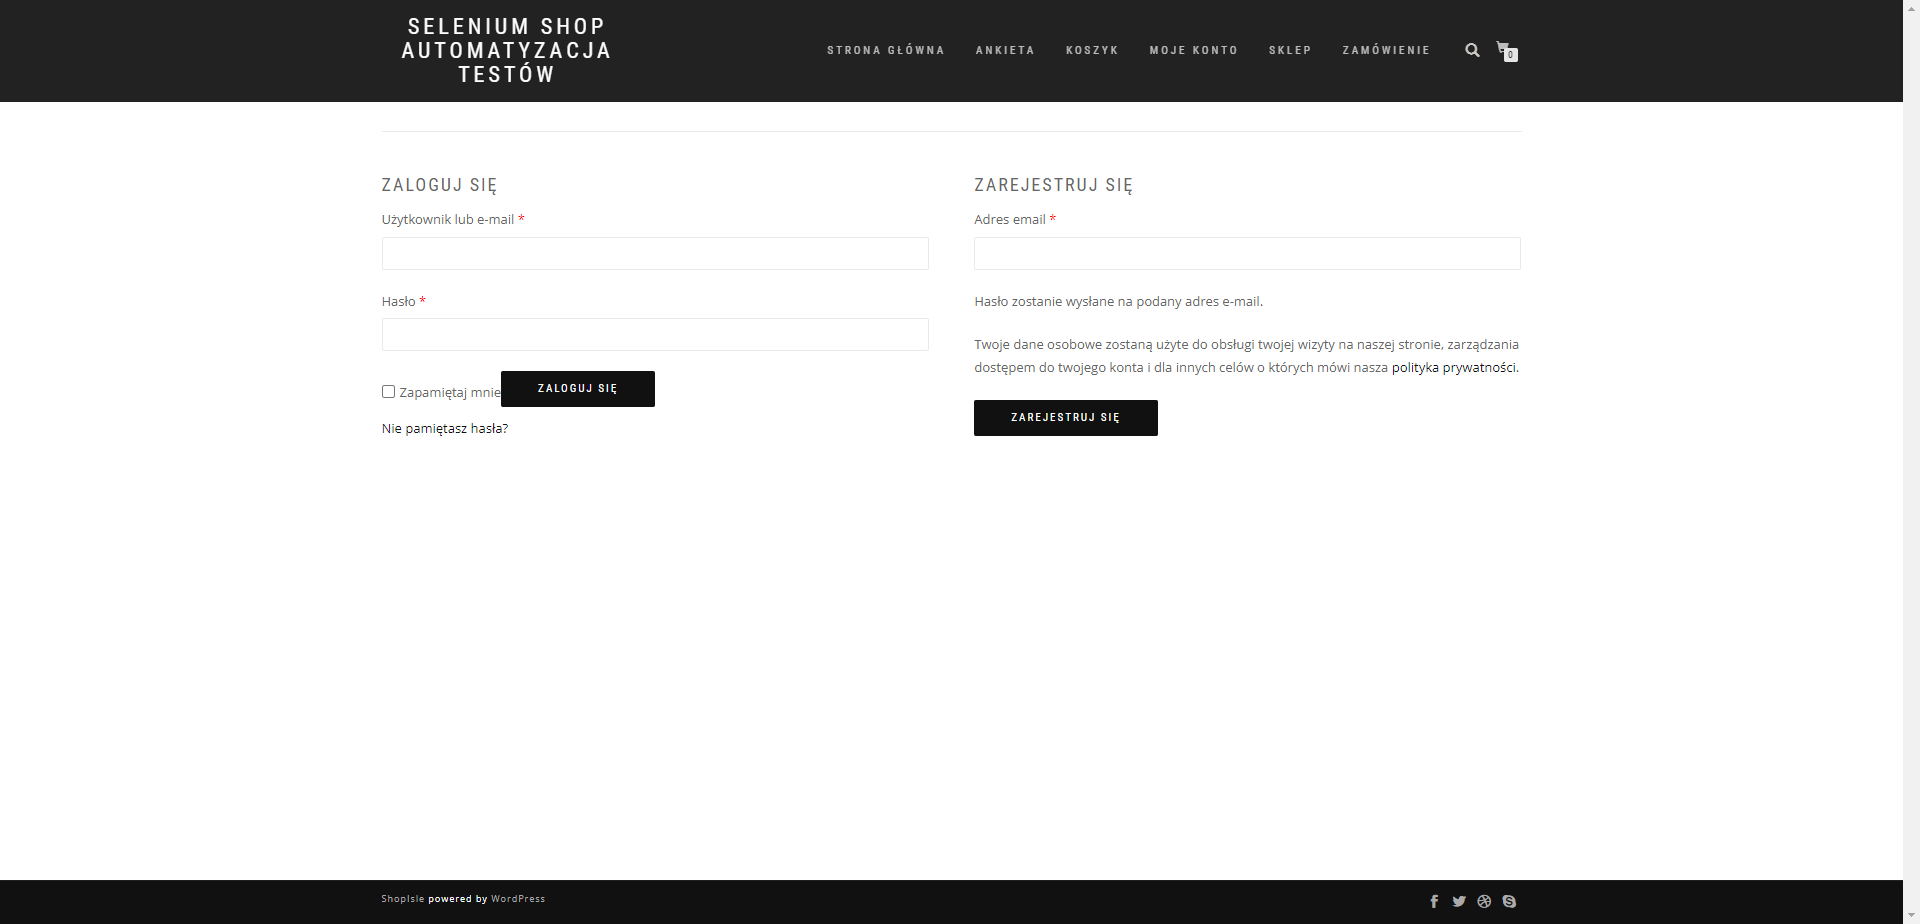 SELENIUM SHOP
AUTOMATYZACJA
TESTÓW
STRONA GŁÓWNA ANKIETA KOSZYK MOJE KONTO SKLEP ZAMÓWIENIE
0
ZALOGUJ SIĘ
Użytkownik lub e-mail *
Hasło *
Zapamiętaj mnie
ZALOGUJ SIĘ
Nie pamiętasz hasła?
ZAREJESTRUJ SIĘ
Adres email *
Hasło zostanie wysłane na podany adres e-mail.
Twoje dane osobowe zostaną użyte do obsługi twojej wizyty na naszej stronie, zarządzania
dostępem do twojego konta i dla innych celów o których mówi nasza polityka prywatności.
ZAREJESTRUJ SIĘ
ShopIsle powered by WordPress